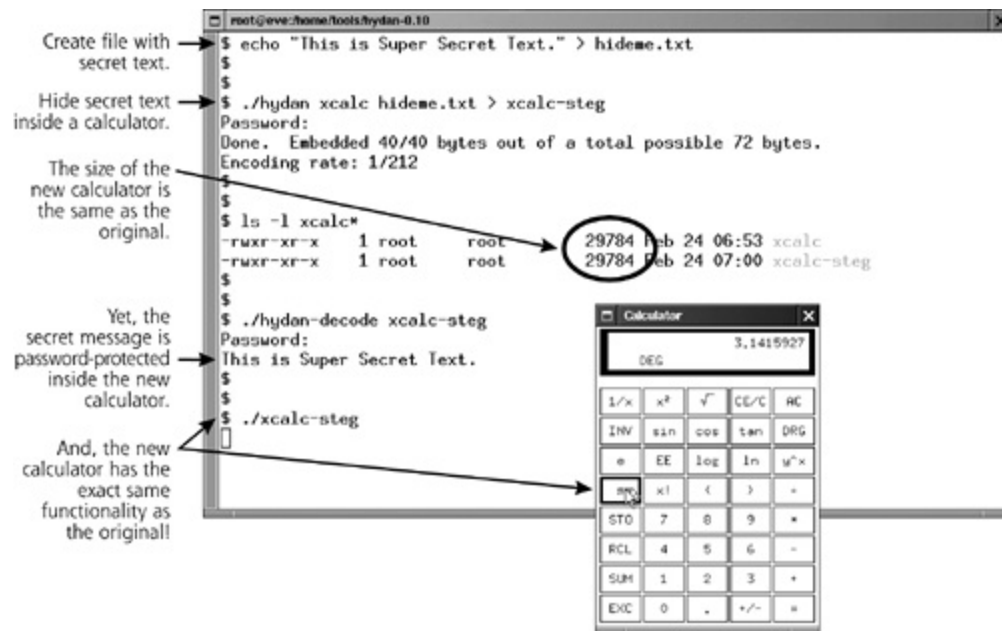 root@eve:/home/tools/hydan-0.10
Create file with
secret text.
$ echo "This is Super Secret Text." > hideme.txt
$
$
Hide secret text
inside a calculator.
$ ./hydan xcalc hideme.txt > xcalc-steg
Password:
Done. Embedded 40/40 bytes out of a total possible 72 bytes.
Encoding rate: 1/212
The size of the
new calculator is
the same as the
original.
$
$
$ ls -l xcalc*
-rwxr-xr-x 1 root root 29784 Feb 24 06:53 xcalc
-rwxr-xr-x 1 root root 29784 Feb 24 07:00 xcalc-steg
$
$
Yet, the
secret message is
password-protected
inside the new
calculator.
$ ./hydan-decode xcalc-steg
Password:
This is Super Secret Text.
$
$
And, the new
calculator has the
exact same
functionality as
the original!
$ ./xcalc-steg
Calculator
3.1415927
DEG
1/x x² √ CE/C AC
INV sin cos tan DRG
e EE log ln y^x
x! ( ) ÷
STO 7 8 9 *
RCL 4 5 6 -
SUM 1 2 3 +
EXC 0 . +/- =